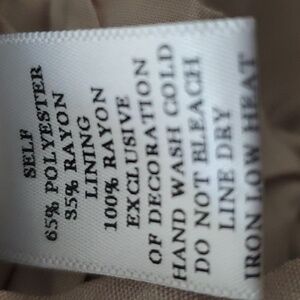 SELF
65% POLYESTER
35% RAYON
LINING
100% RAYON
EXCLUSIVE
OF DECORATION
HAND WASH COLD
DO NOT BLEACH
LINE DRY
IRON LOW HEAT